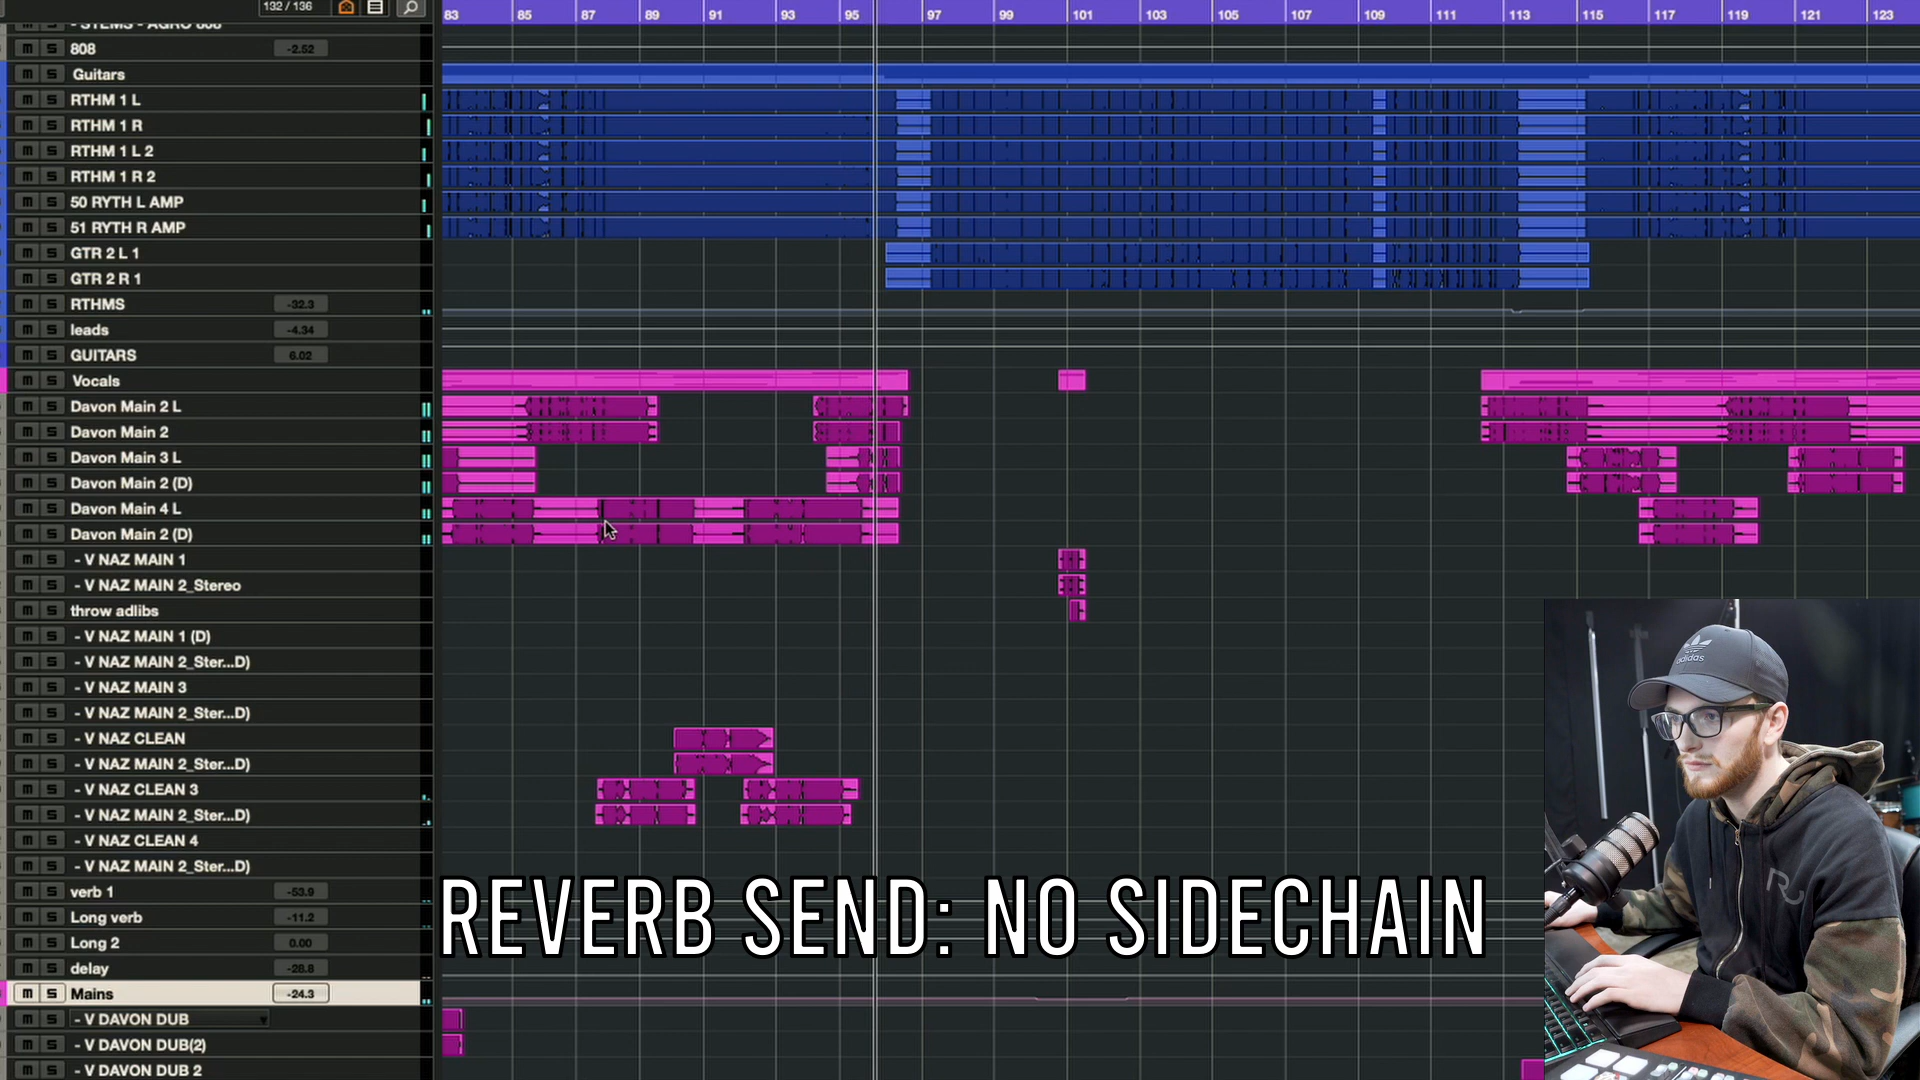 132 / 136
83 85 87 89 91 93 95 97 99 101 103 105 107 109 111 113 115 117 119 121 123
- STEMS - AGRO 808
m S 808 -2.52
m S Guitars
m S RTHM 1 L
m S RTHM 1 R
m S RTHM 1 L 2
m S RTHM 1 R 2
m S 50 RYTH L AMP
m S 51 RYTH R AMP
m S GTR 2 L 1
m S GTR 2 R 1
m S RTHMS -32.3
m S leads -4.34
m S GUITARS 6.02
m S Vocals
m S Davon Main 2 L
m S Davon Main 2
m S Davon Main 3 L
m S Davon Main 2 (D)
m S Davon Main 4 L
m S Davon Main 2 (D)
m S - V NAZ MAIN 1
m S - V NAZ MAIN 2_Stereo
m S throw adlibs
m S - V NAZ MAIN 1 (D)
m S - V NAZ MAIN 2_Ster...D)
m S - V NAZ MAIN 3
m S - V NAZ MAIN 2_Ster...D)
m S - V NAZ CLEAN
m S - V NAZ MAIN 2_Ster...D)
m S - V NAZ CLEAN 3
m S - V NAZ MAIN 2_Ster...D)
m S - V NAZ CLEAN 4
m S - V NAZ MAIN 2_Ster...D)
m S verb 1 -53.9
m S Long verb -11.2
m S Long 2 0.00
m S delay -26.8
m S Mains -24.3
m S - V DAVON DUB
m S - V DAVON DUB(2)
m S - V DAVON DUB 2
REVERB SEND: NO SIDECHAIN
adidas